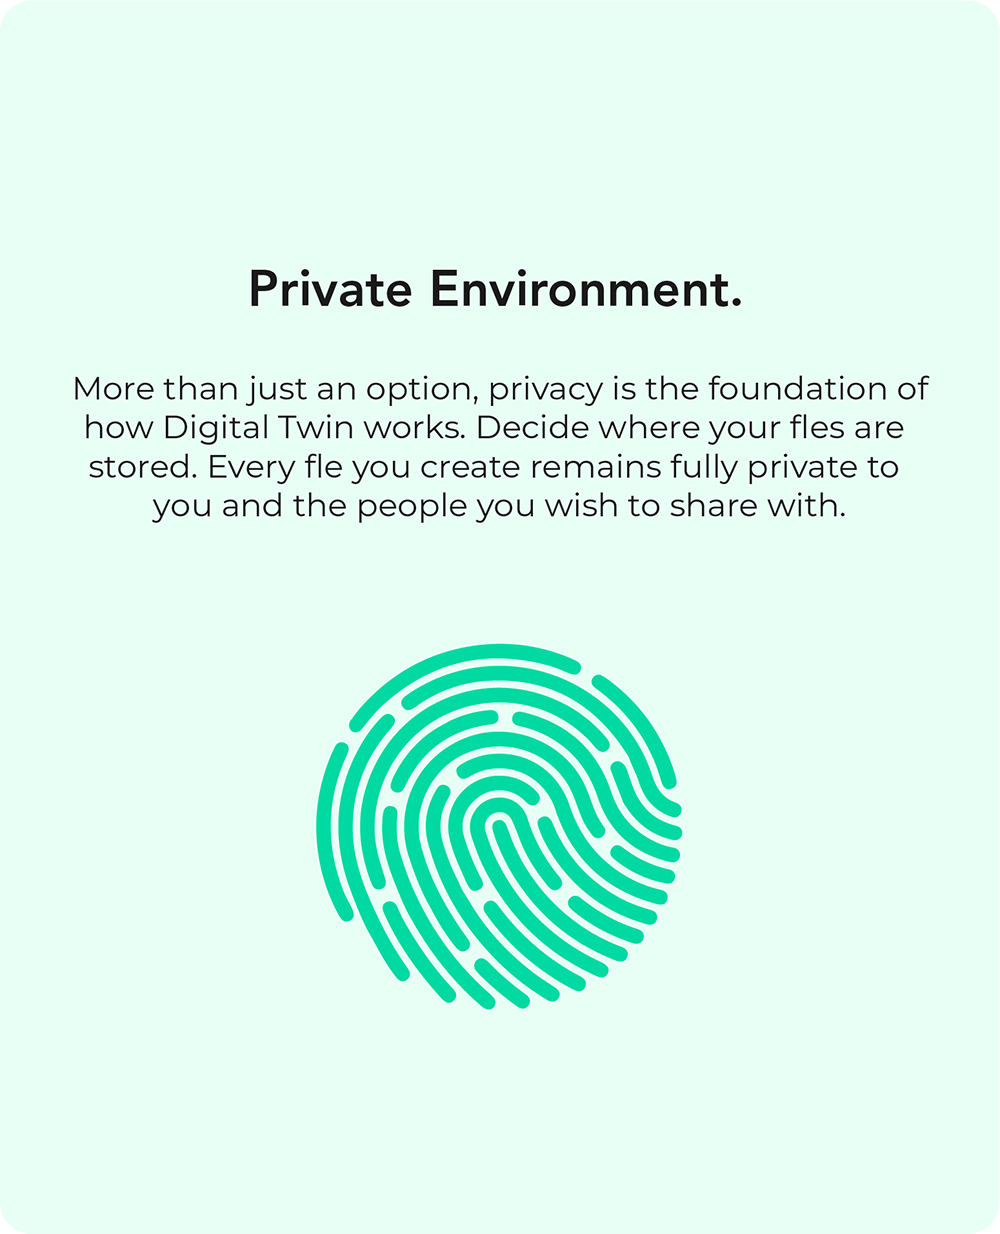 Private Environment.
More than just an option, privacy is the foundation of
how Digital Twin works. Decide where your fles are
stored. Every fle you create remains fully private to
you and the people you wish to share with.